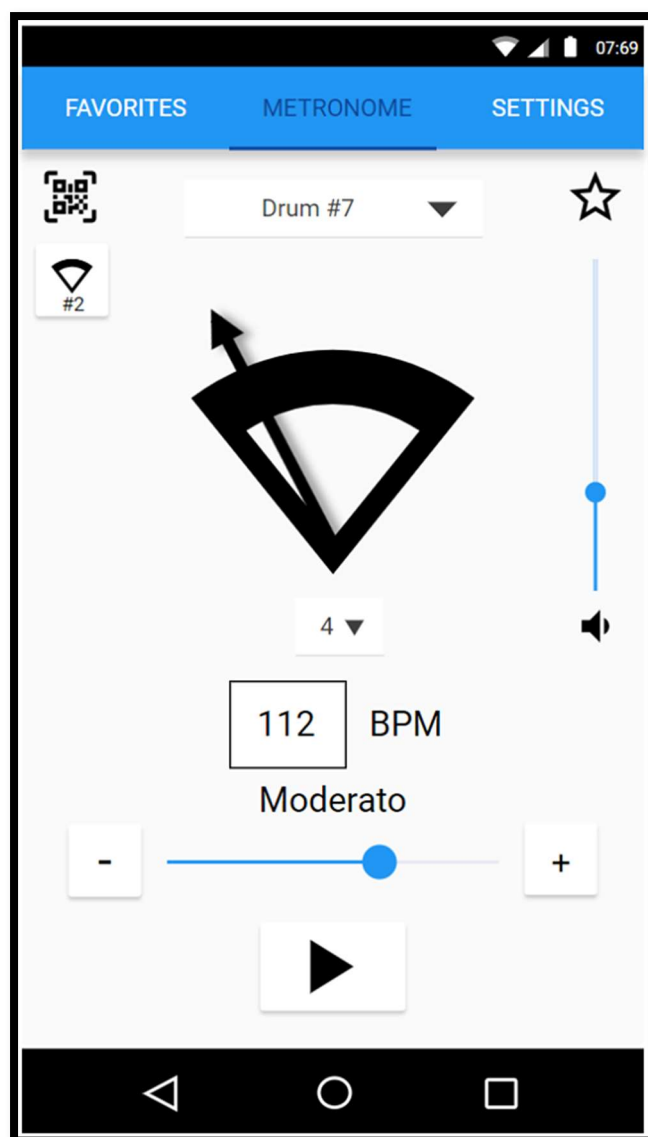 07:69
FAVORITES METRONOME SETTINGS
Drum #7
#2
4
112 BPM
Moderato
- +